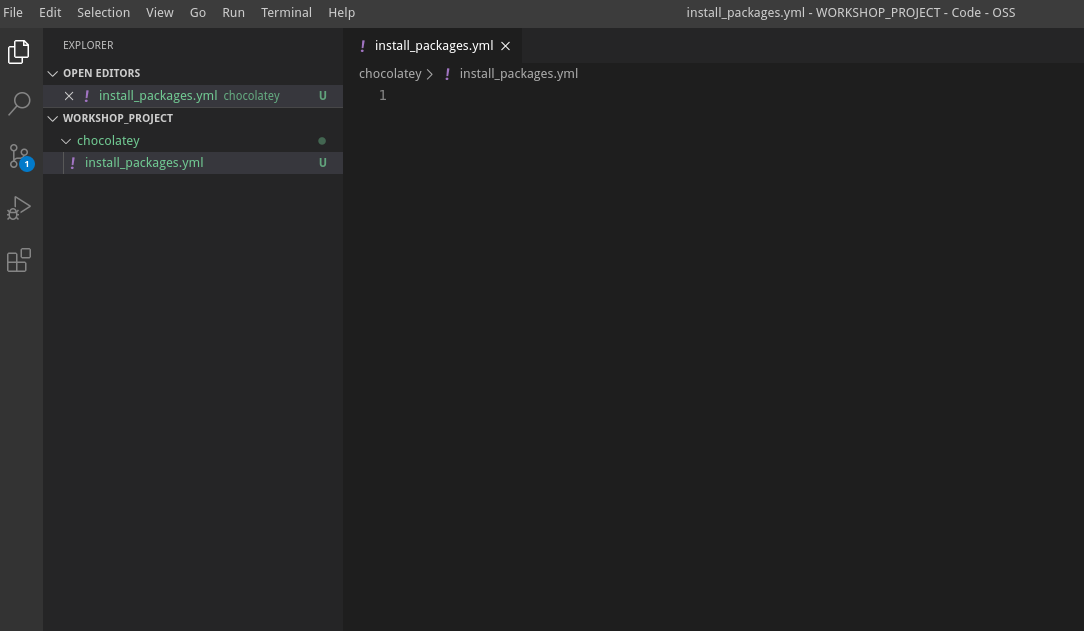 File Edit Selection View Go Run Terminal Help install_packages.yml - WORKSHOP_PROJECT - Code - OSS
EXPLORER
! install_packages.yml
OPEN EDITORS
! install_packages.yml chocolatey U
WORKSHOP_PROJECT
chocolatey
! install_packages.yml U
1
chocolatey > ! install_packages.yml
1